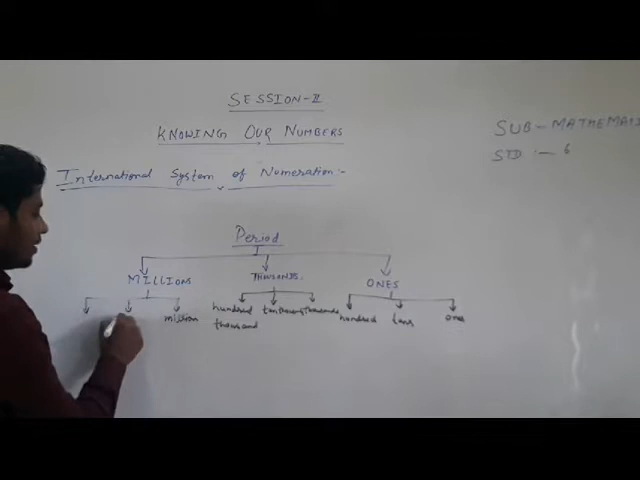 SESSION-II
KNOWING OUR NUMBERS
SUB-MATHEMATI
STD :- 6
International System of Numeration :-
Period
MILLIONS THOUSANDS. ONES
million hundred thousand ten thousand thousands hundred tens ones